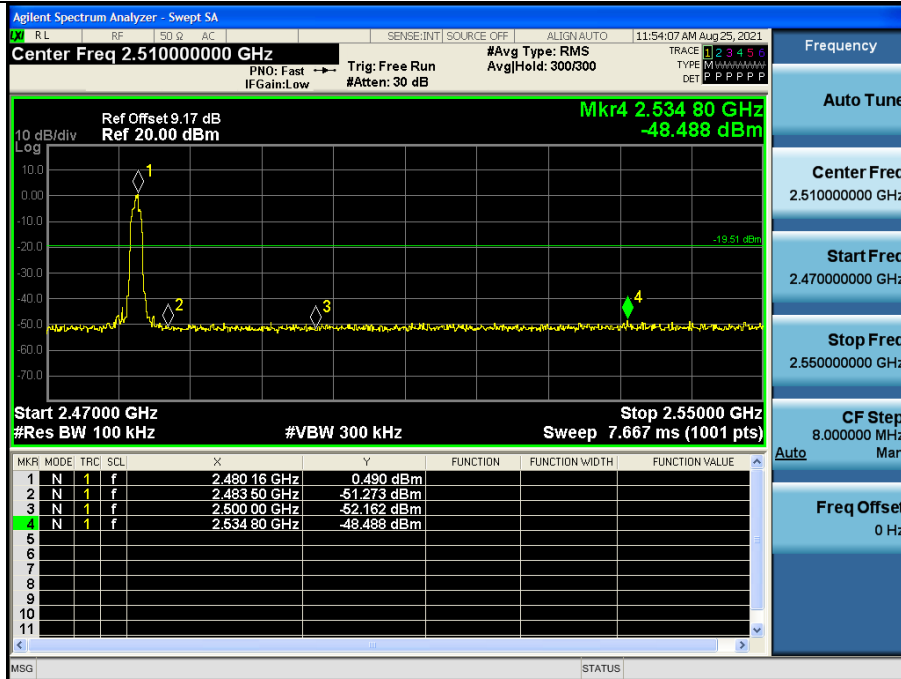 Agilent Spectrum Analyzer - Swept SA
LXI RL RF 50 Ω AC SENSE:INT SOURCE OFF ALIGN AUTO 11:54:07 AM Aug 25, 2021
Center Freq 2.510000000 GHz
PNO: Fast
IFGain:Low
Trig: Free Run
#Atten: 30 dB
#Avg Type: RMS
Avg|Hold: 300/300
TRACE 1 2 3 4 5 6
TYPE M W W W W W
DET P P P P P P
Ref Offset 9.17 dB
10 dB/div Ref 20.00 dBm
Log
Mkr4 2.534 80 GHz
-48.488 dBm
10.0
0.00
-10.0
-20.0
-30.0
-40.0
-50.0
-60.0
-70.0
1
2
3
4
-19.51 dBm
Start 2.47000 GHz Stop 2.55000 GHz
#Res BW 100 kHz #VBW 300 kHz Sweep 7.667 ms (1001 pts)
MKR MODE TRC SCL X Y FUNCTION FUNCTION WIDTH FUNCTION VALUE
1 N 1 f 2.480 16 GHz 0.490 dBm
2 N 1 f 2.483 50 GHz -51.273 dBm
3 N 1 f 2.500 00 GHz -52.162 dBm
4 N 1 f 2.534 80 GHz -48.488 dBm
5
6
7
8
9
10
11
MSG STATUS
Frequency
Auto Tune
Center Freq
2.510000000 GHz
Start Freq
2.470000000 GHz
Stop Freq
2.550000000 GHz
CF Step
8.000000 MHz
Auto Man
Freq Offset
0 Hz